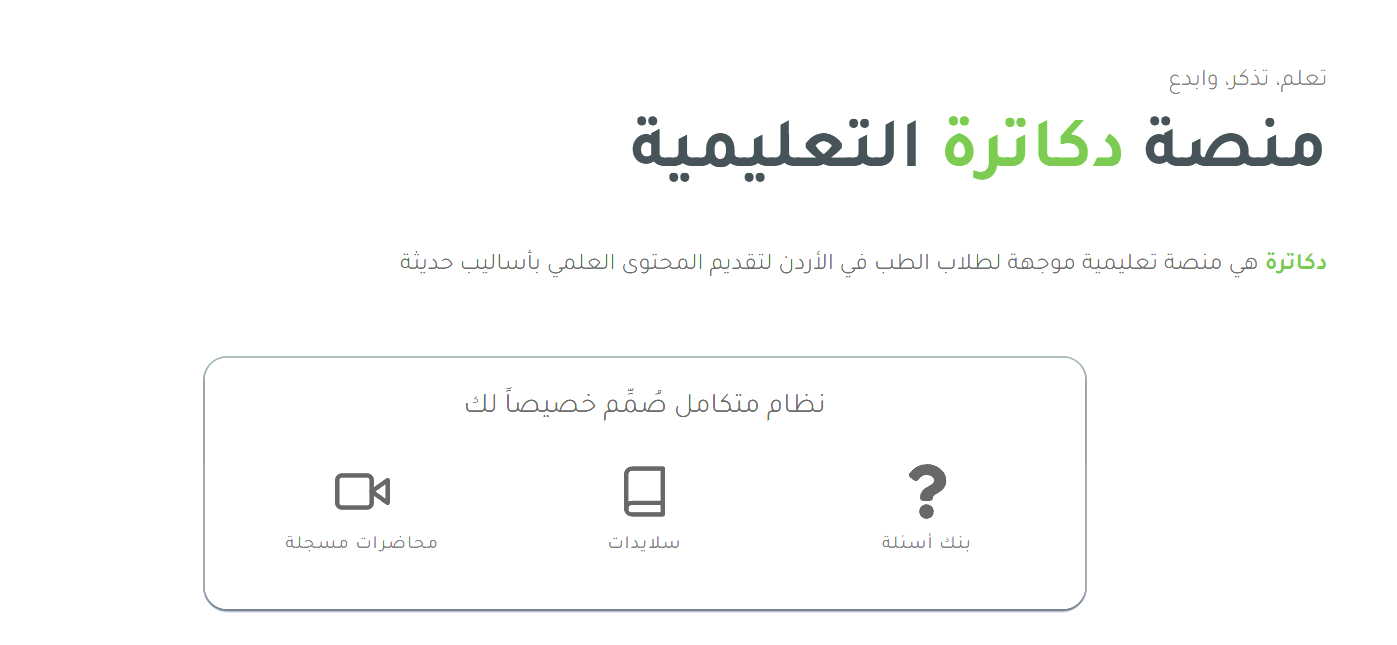 تعلم، تذكر، وابدع
منصة دكاترة التعليمية
دكاترة هي منصة تعليمية موجهة لطلاب الطب في الأردن لتقديم المحتوى العلمي بأساليب حديثة
نظام متكامل صُمِّم خصيصاً لك
بنك أسئلة
سلايدات
محاضرات مسجلة